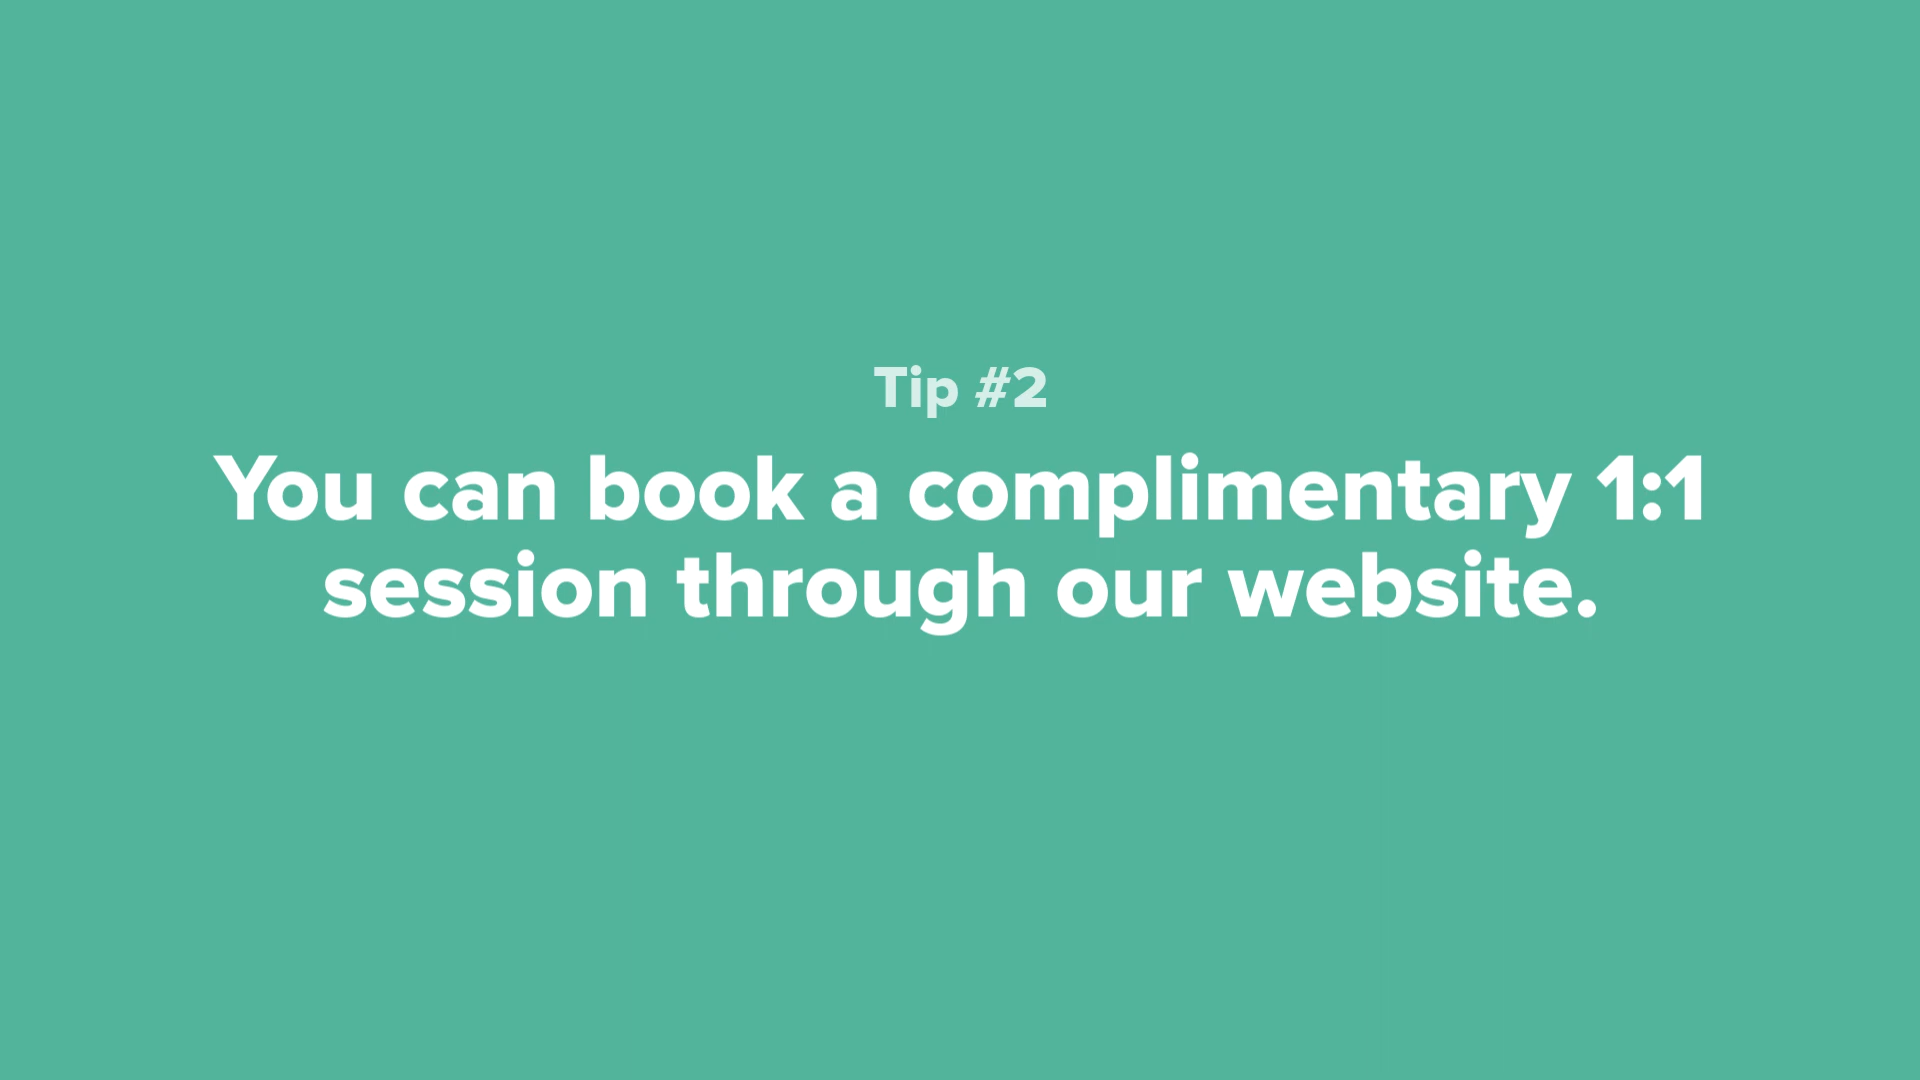 Tip #2
You can book a complimentary 1:1
session through our website.